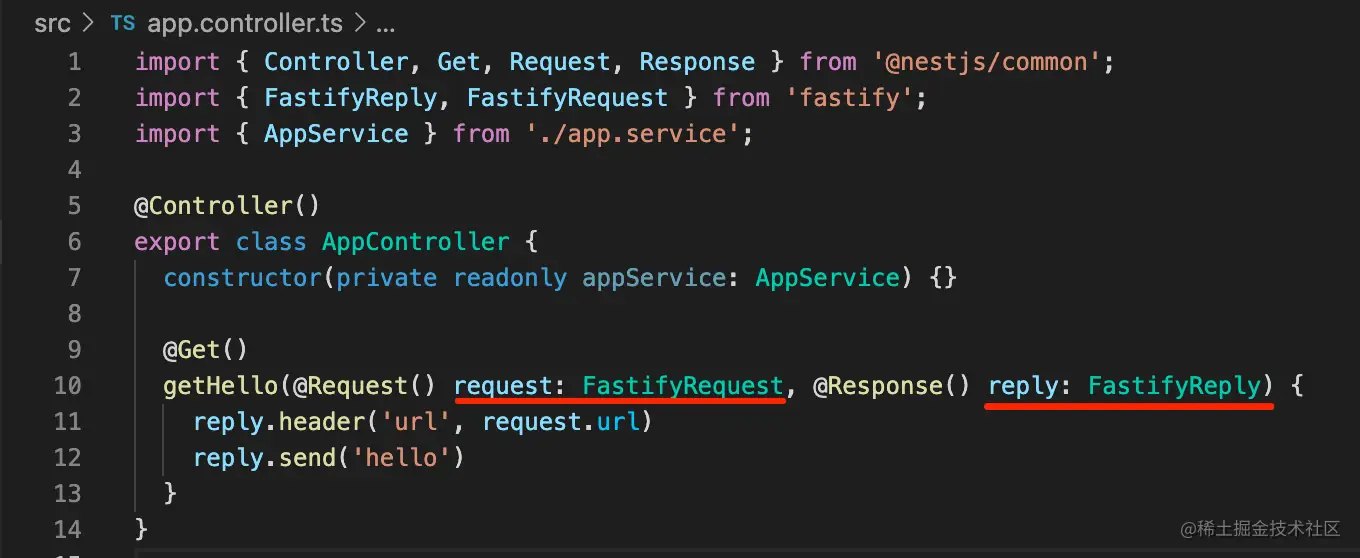 src > TS app.controller.ts > ...
1 import { Controller, Get, Request, Response } from '@nestjs/common';
2 import { FastifyReply, FastifyRequest } from 'fastify';
3 import { AppService } from './app.service';
4
5 @Controller()
6 export class AppController {
7   constructor(private readonly appService: AppService) {}
8
9   @Get()
10   getHello(@Request() request: FastifyRequest, @Response() reply: FastifyReply) {
11     reply.header('url', request.url)
12     reply.send('hello')
13   }
14 }
@稀土掘金技术社区